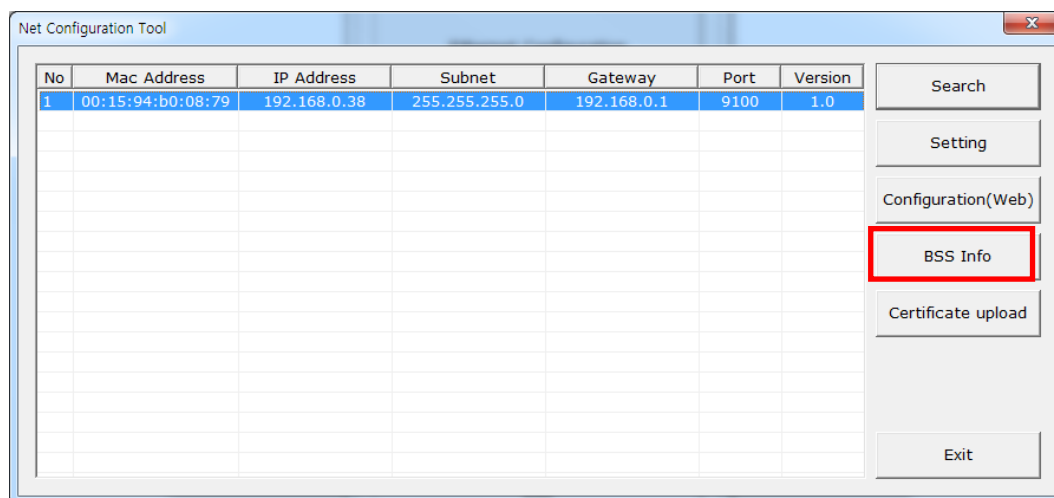 Net Configuration Tool
No Mac Address IP Address Subnet Gateway Port Version
1 00:15:94:b0:08:79 192.168.0.38 255.255.255.0 192.168.0.1 9100 1.0
Search
Setting
Configuration(Web)
BSS Info
Certificate upload
Exit